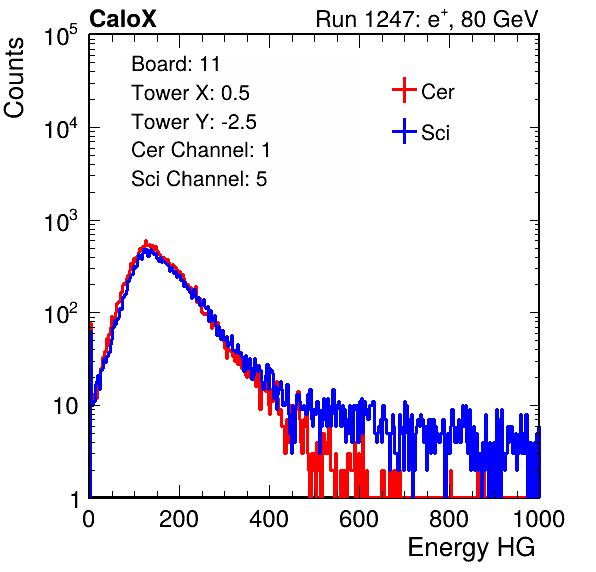 CaloX Run 1247: e⁺, 80 GeV
Counts
10⁵
10⁴
10³
10²
10
1
Board: 11
Tower X: 0.5
Tower Y: -2.5
Cer Channel: 1
Sci Channel: 5
Cer
Sci
0 200 400 600 800 1000
Energy HG